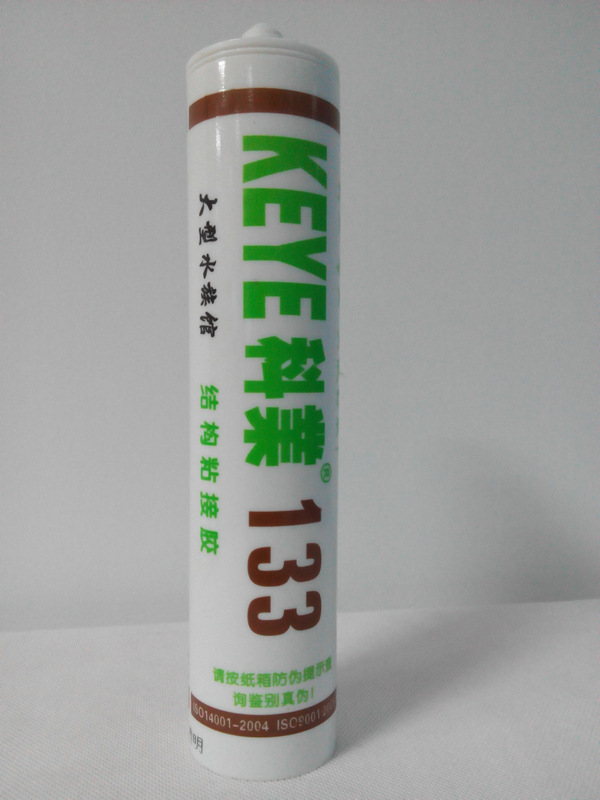 KEYE科業® 133
大型水族馆 结构粘接胶
请按纸箱防伪提示查
询鉴别真伪!
ISO14001-2004 ISO9001
明